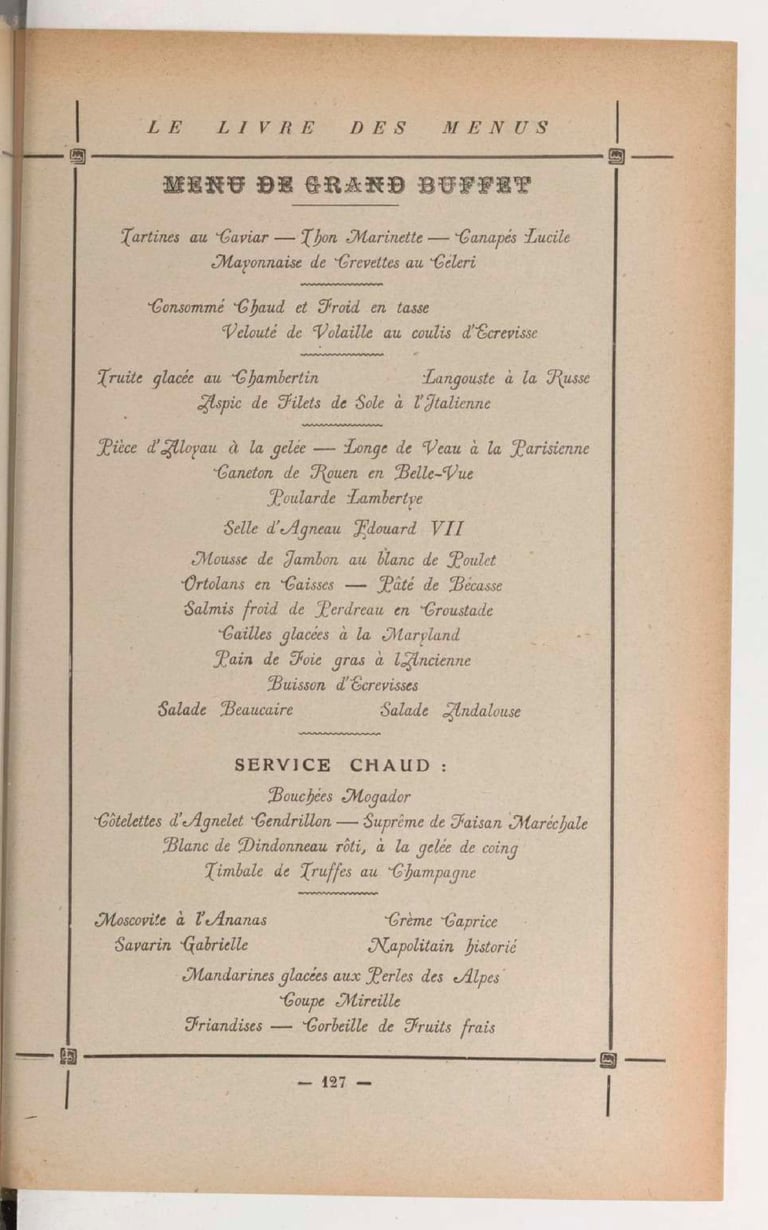 LE LIVRE DES MENUS
MENU DE GRAND BUFFET
Tartines au Caviar — Thon Marinette — Canapés Lucile
Mayonnaise de Crevettes au Céleri
Consommé Chaud et Froid en tasse
Velouté de Volaille au coulis d'Ecrevisse
Truite glacée au Chambertin Langouste à la Russe
Aspic de Filets de Sole à l'Italienne
Pièce d'Aloyau à la gelée — Longe de Veau à la Parisienne
Caneton de Rouen en Belle-Vue
Poularde Lambertye
Selle d'Agneau Edouard VII
Mousse de Jambon au blanc de Poulet
Ortolans en Caisses — Pâté de Bécasse
Salmis froid de Perdreau en Croustade
Cailles glacées à la Maryland
Pain de Foie gras à l'Ancienne
Buisson d'Ecrevisses
Salade Beaucaire Salade Andalouse
SERVICE CHAUD :
Bouchées Mogador
Côtelettes d'Agnelet Cendrillon — Suprême de Faisan Maréchale
Blanc de Dindonneau rôti, à la gelée de coing
Timbale de Truffes au Champagne
Moscovite à l'Ananas Crème Caprice
Savarin Gabrielle Napolitain historié
Mandarines glacées aux Perles des Alpes
Coupe Mireille
Friandises — Corbeille de Fruits frais
— 127 —